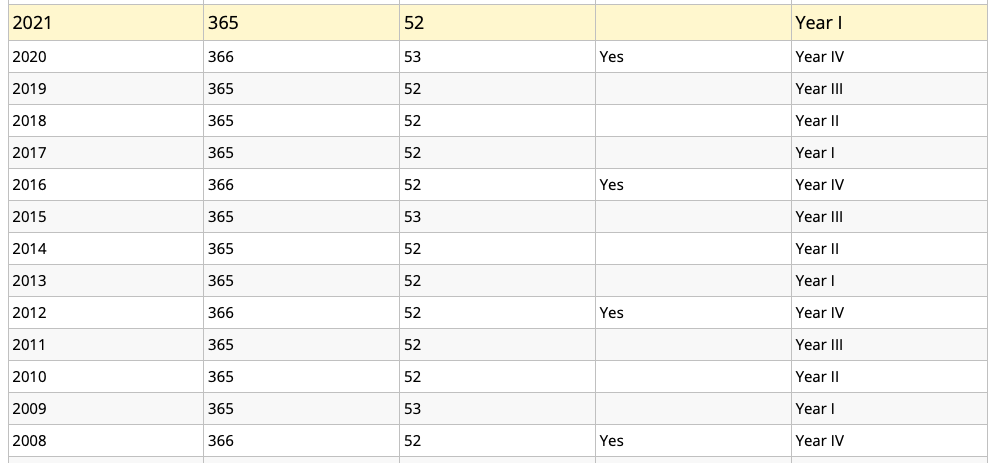 2021 365 52 Year I
2020 366 53 Yes Year IV
2019 365 52 Year III
2018 365 52 Year II
2017 365 52 Year I
2016 366 52 Yes Year IV
2015 365 53 Year III
2014 365 52 Year II
2013 365 52 Year I
2012 366 52 Yes Year IV
2011 365 52 Year III
2010 365 52 Year II
2009 365 53 Year I
2008 366 52 Yes Year IV